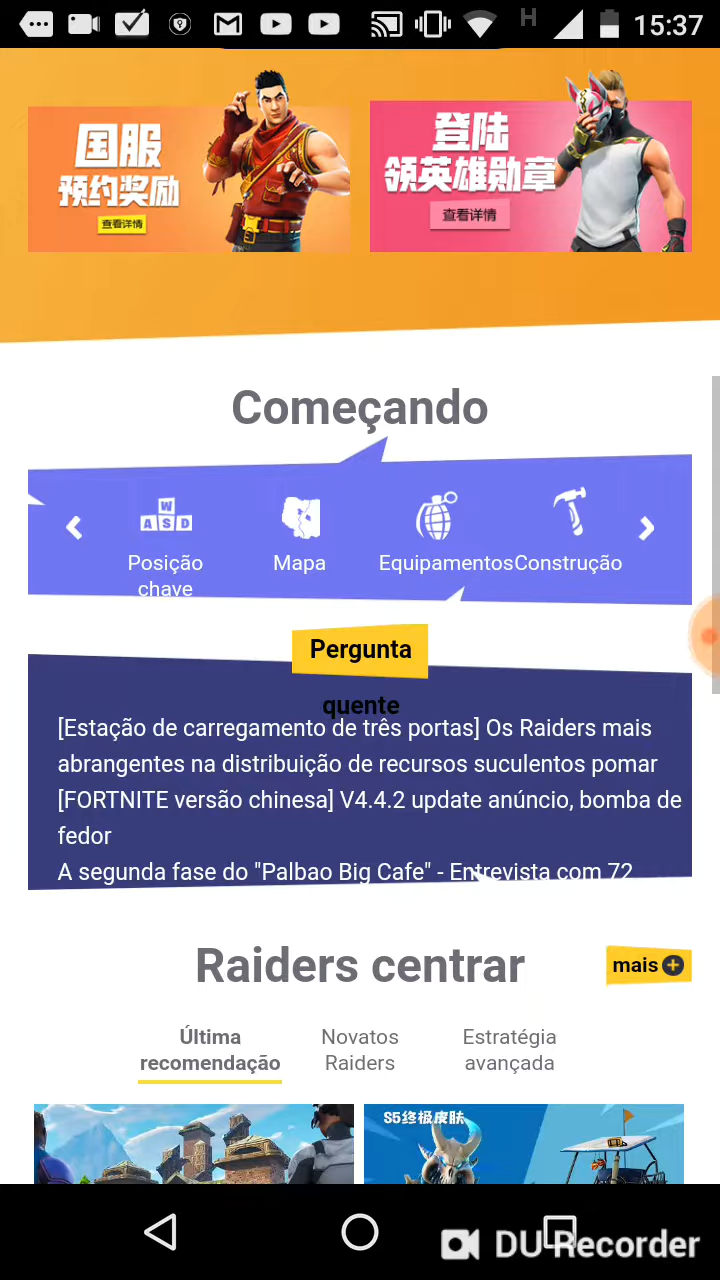 H
15:37
国服
预约奖励
查看详情
登陆
领英雄勋章
查看详情
Começando
W
A S D
Posição
chave
Mapa
Equipamentos
Construção
Pergunta
quente
[Estação de carregamento de três portas] Os Raiders mais
abrangentes na distribuição de recursos suculentos pomar
[FORTNITE versão chinesa] V4.4.2 update anúncio, bomba de
fedor
A segunda fase do "Palbao Big Cafe" - Entrevista com 72
Raiders centrar
mais
Última
recomendação
Novatos
Raiders
Estratégia
avançada
S5终极皮肤
DU Recorder